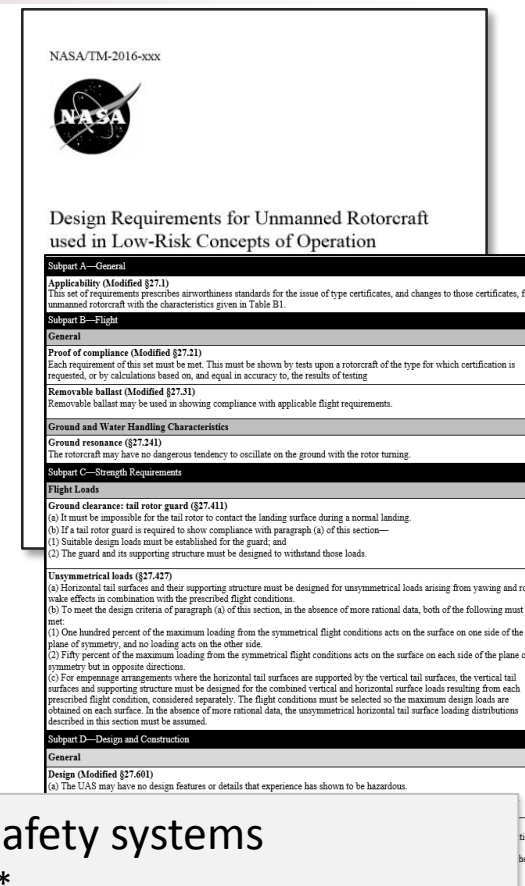 NASA/TM-2016-xxx
NASA
Design Requirements for Unmanned Rotorcraft
used in Low-Risk Concepts of Operation
Subpart A—General
Applicability (Modified §27.1)
This set of requirements prescribes airworthiness standards for the issue of type certificates, and changes to those certificates, f
unmanned rotorcraft with the characteristics given in Table B1.
Subpart B—Flight
General
Proof of compliance (Modified §27.21)
Each requirement of this set must be met. This must be shown by tests upon a rotorcraft of the type for which certification is
requested, or by calculations based on, and equal in accuracy to, the results of testing
Removable ballast (Modified §27.31)
Removable ballast may be used in showing compliance with applicable flight requirements.
Ground and Water Handling Characteristics
Ground resonance (§27.241)
The rotorcraft may have no dangerous tendency to oscillate on the ground with the rotor turning.
Subpart C—Strength Requirements
Flight Loads
Ground clearance: tail rotor guard (§27.411)
(a) It must be impossible for the tail rotor to contact the landing surface during a normal landing.
(b) If a tail rotor guard is required to show compliance with paragraph (a) of this section—
(1) Suitable design loads must be established for the guard; and
(2) The guard and its supporting structure must be designed to withstand those loads.
Unsymmetrical loads (§27.427)
(a) Horizontal tail surfaces and their supporting structure must be designed for unsymmetrical loads arising from yawing and ro
wake effects in combination with the prescribed flight conditions.
(b) To meet the design criteria of paragraph (a) of this section, in the absence of more rational data, both of the following must
met:
(1) One hundred percent of the maximum loading from the symmetrical flight conditions acts on the surface on one side of the
plane of symmetry, and no loading acts on the other side.
(2) Fifty percent of the maximum loading from the symmetrical flight conditions acts on the surface on each side of the plane o
symmetry but in opposite directions.
(c) For empennage arrangements where the horizontal tail surfaces are supported by the vertical tail surfaces, the vertical tail
surfaces and supporting structure must be designed for the combined vertical and horizontal surface loads resulting from each
prescribed flight condition, considered separately. The flight conditions must be selected so the maximum design loads are
obtained on each surface. In the absence of more rational data, the unsymmetrical horizontal tail surface loading distributions
described in this section must be assumed.
Subpart D—Design and Construction
General
Design (Modified §27.601)
(a) The UAS may have no design features or details that experience has shown to be hazardous.
afety systems
*